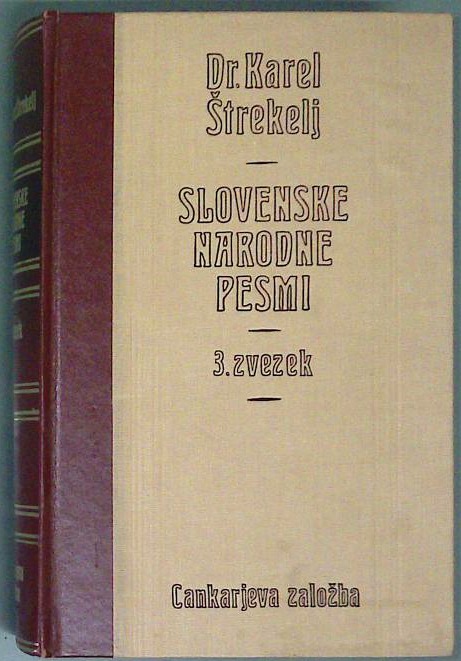 Dr. Karel
Štrekelj
SLOVENSKE
NARODNE
PESMI
3. zvezek
Cankarjeva založba